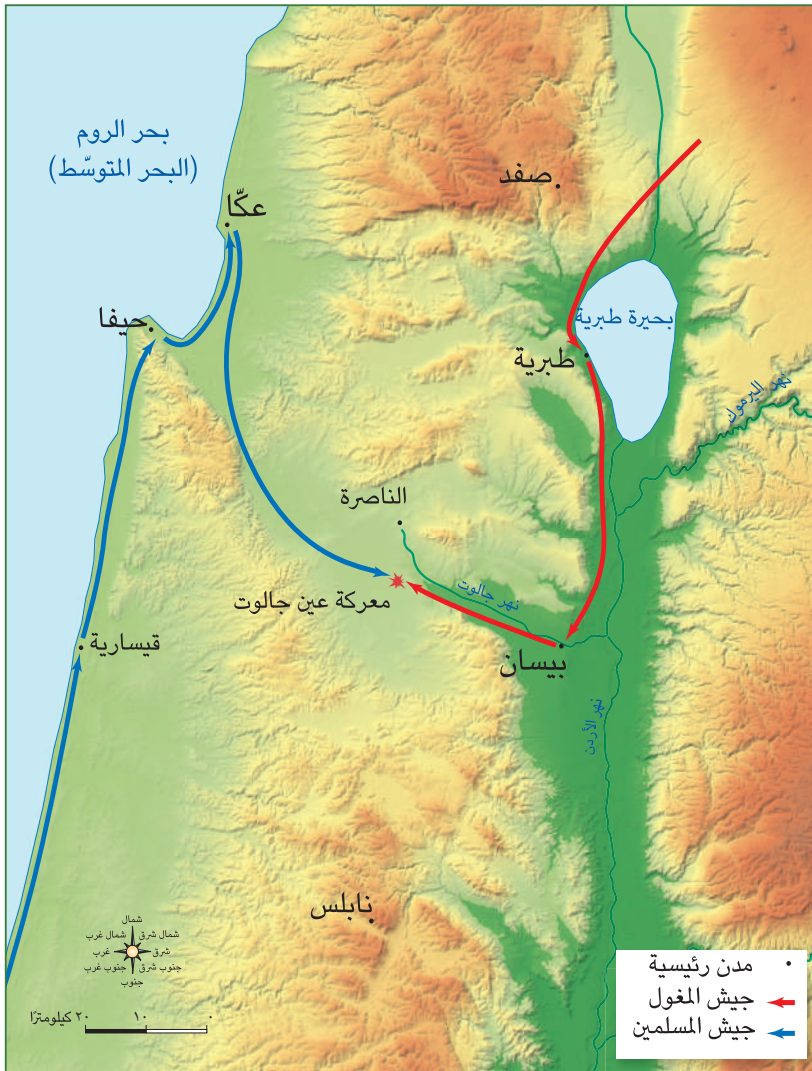 بحر الروم
(البحر المتوسّط)
صفد
عكّا
حيفا
بحيرة طبرية
طبرية
نهر اليرموك
الناصرة
نهر جالوت
معركة عين جالوت
قيسارية
بيسان
نهر الأردن
نابلس
شمال
شمال غرب
شمال شرق
غرب
شرق
جنوب غرب
جنوب شرق
جنوب
٠ ١٠ ٢٠ كيلومترًا
مدن رئيسية
جيش المغول
جيش المسلمين